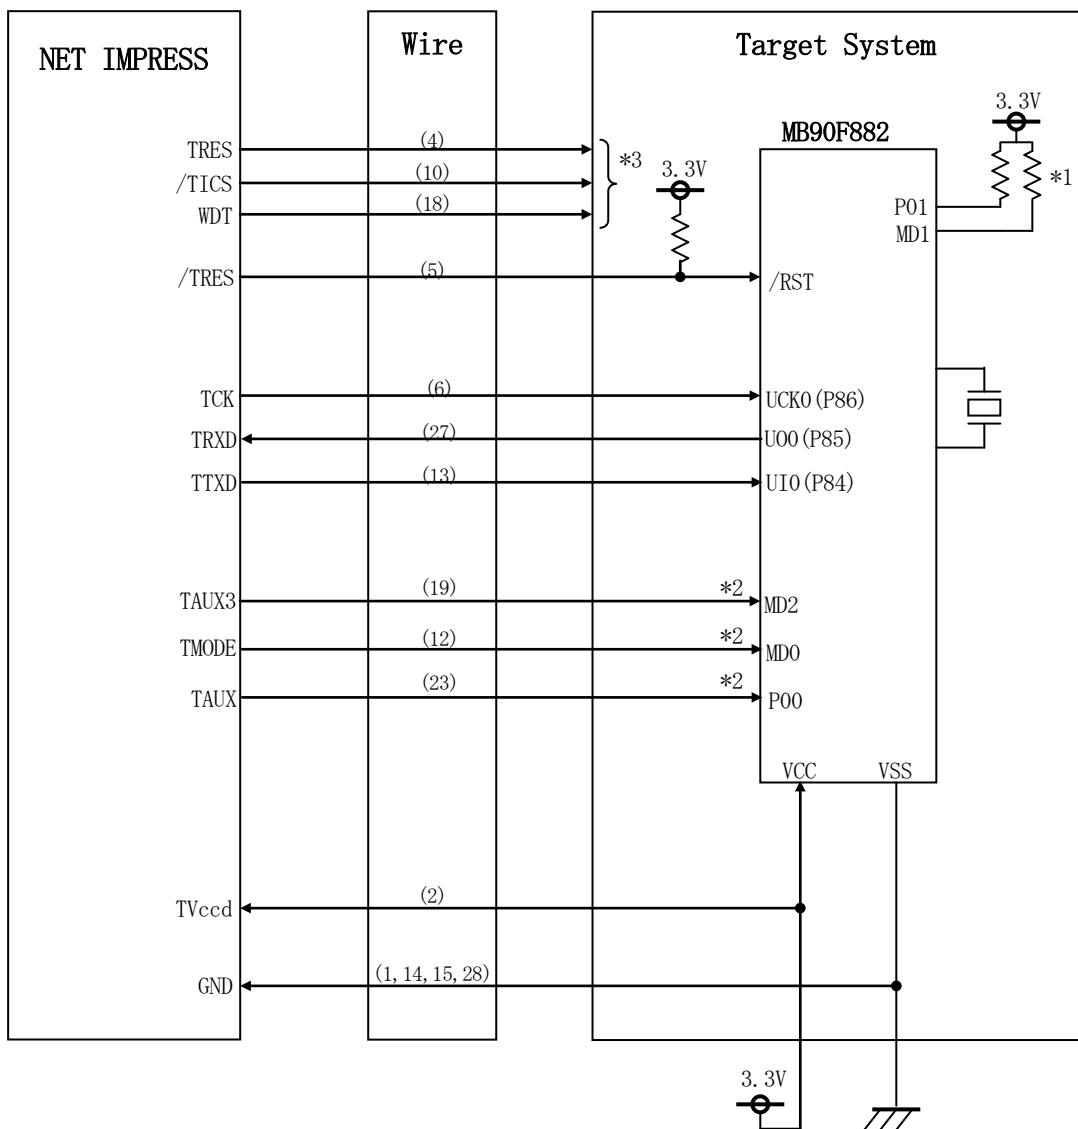 NET IMPRESS
Wire
Target System
3.3V
MB90F882
TRES (4)
*3
/TICS (10)
3.3V
*1
WDT (18)
P01
MD1
/TRES (5) /RST
TCK (6) UCK0(P86)
TRXD (27) UO0(P85)
TTXD (13) UI0(P84)
TAUX3 (19) *2 MD2
TMODE (12) *2 MD0
TAUX (23) *2 P00
VCC VSS
TVccd (2)
GND (1,14,15,28)
3.3V